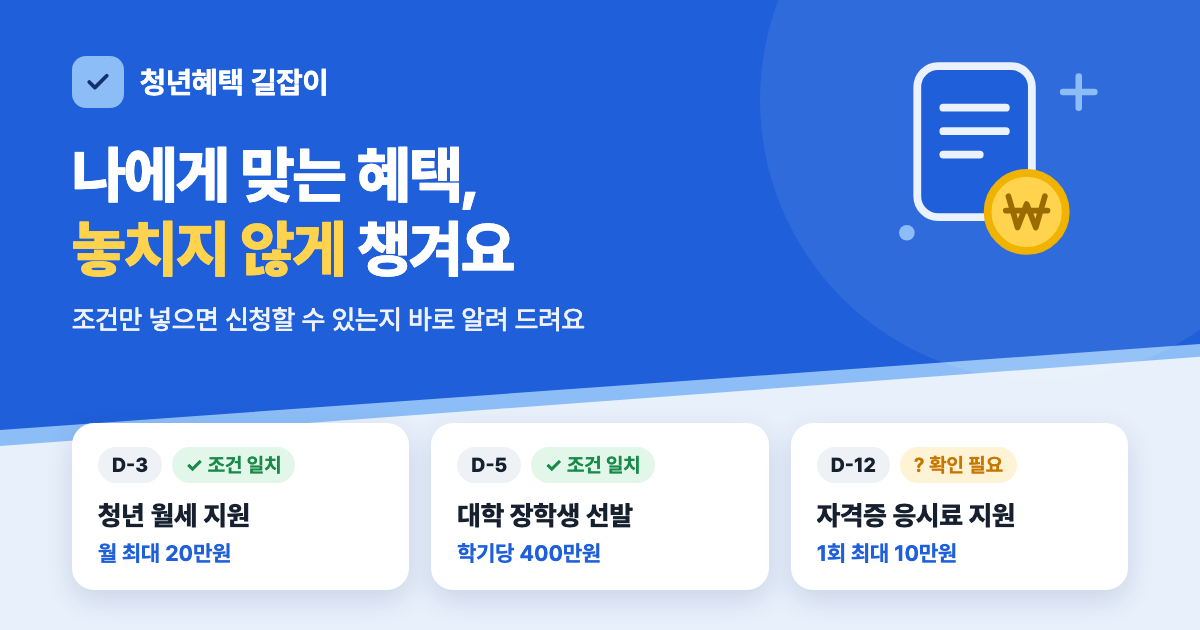 청년혜택 길잡이
나에게 맞는 혜택,
놓치지 않게 챙겨요
조건만 넣으면 신청할 수 있는지 바로 알려 드려요
D-3 ✓ 조건 일치
청년 월세 지원
월 최대 20만원
D-5 ✓ 조건 일치
대학 장학생 선발
학기당 400만원
D-12 ? 확인 필요
자격증 응시료 지원
1회 최대 10만원
₩